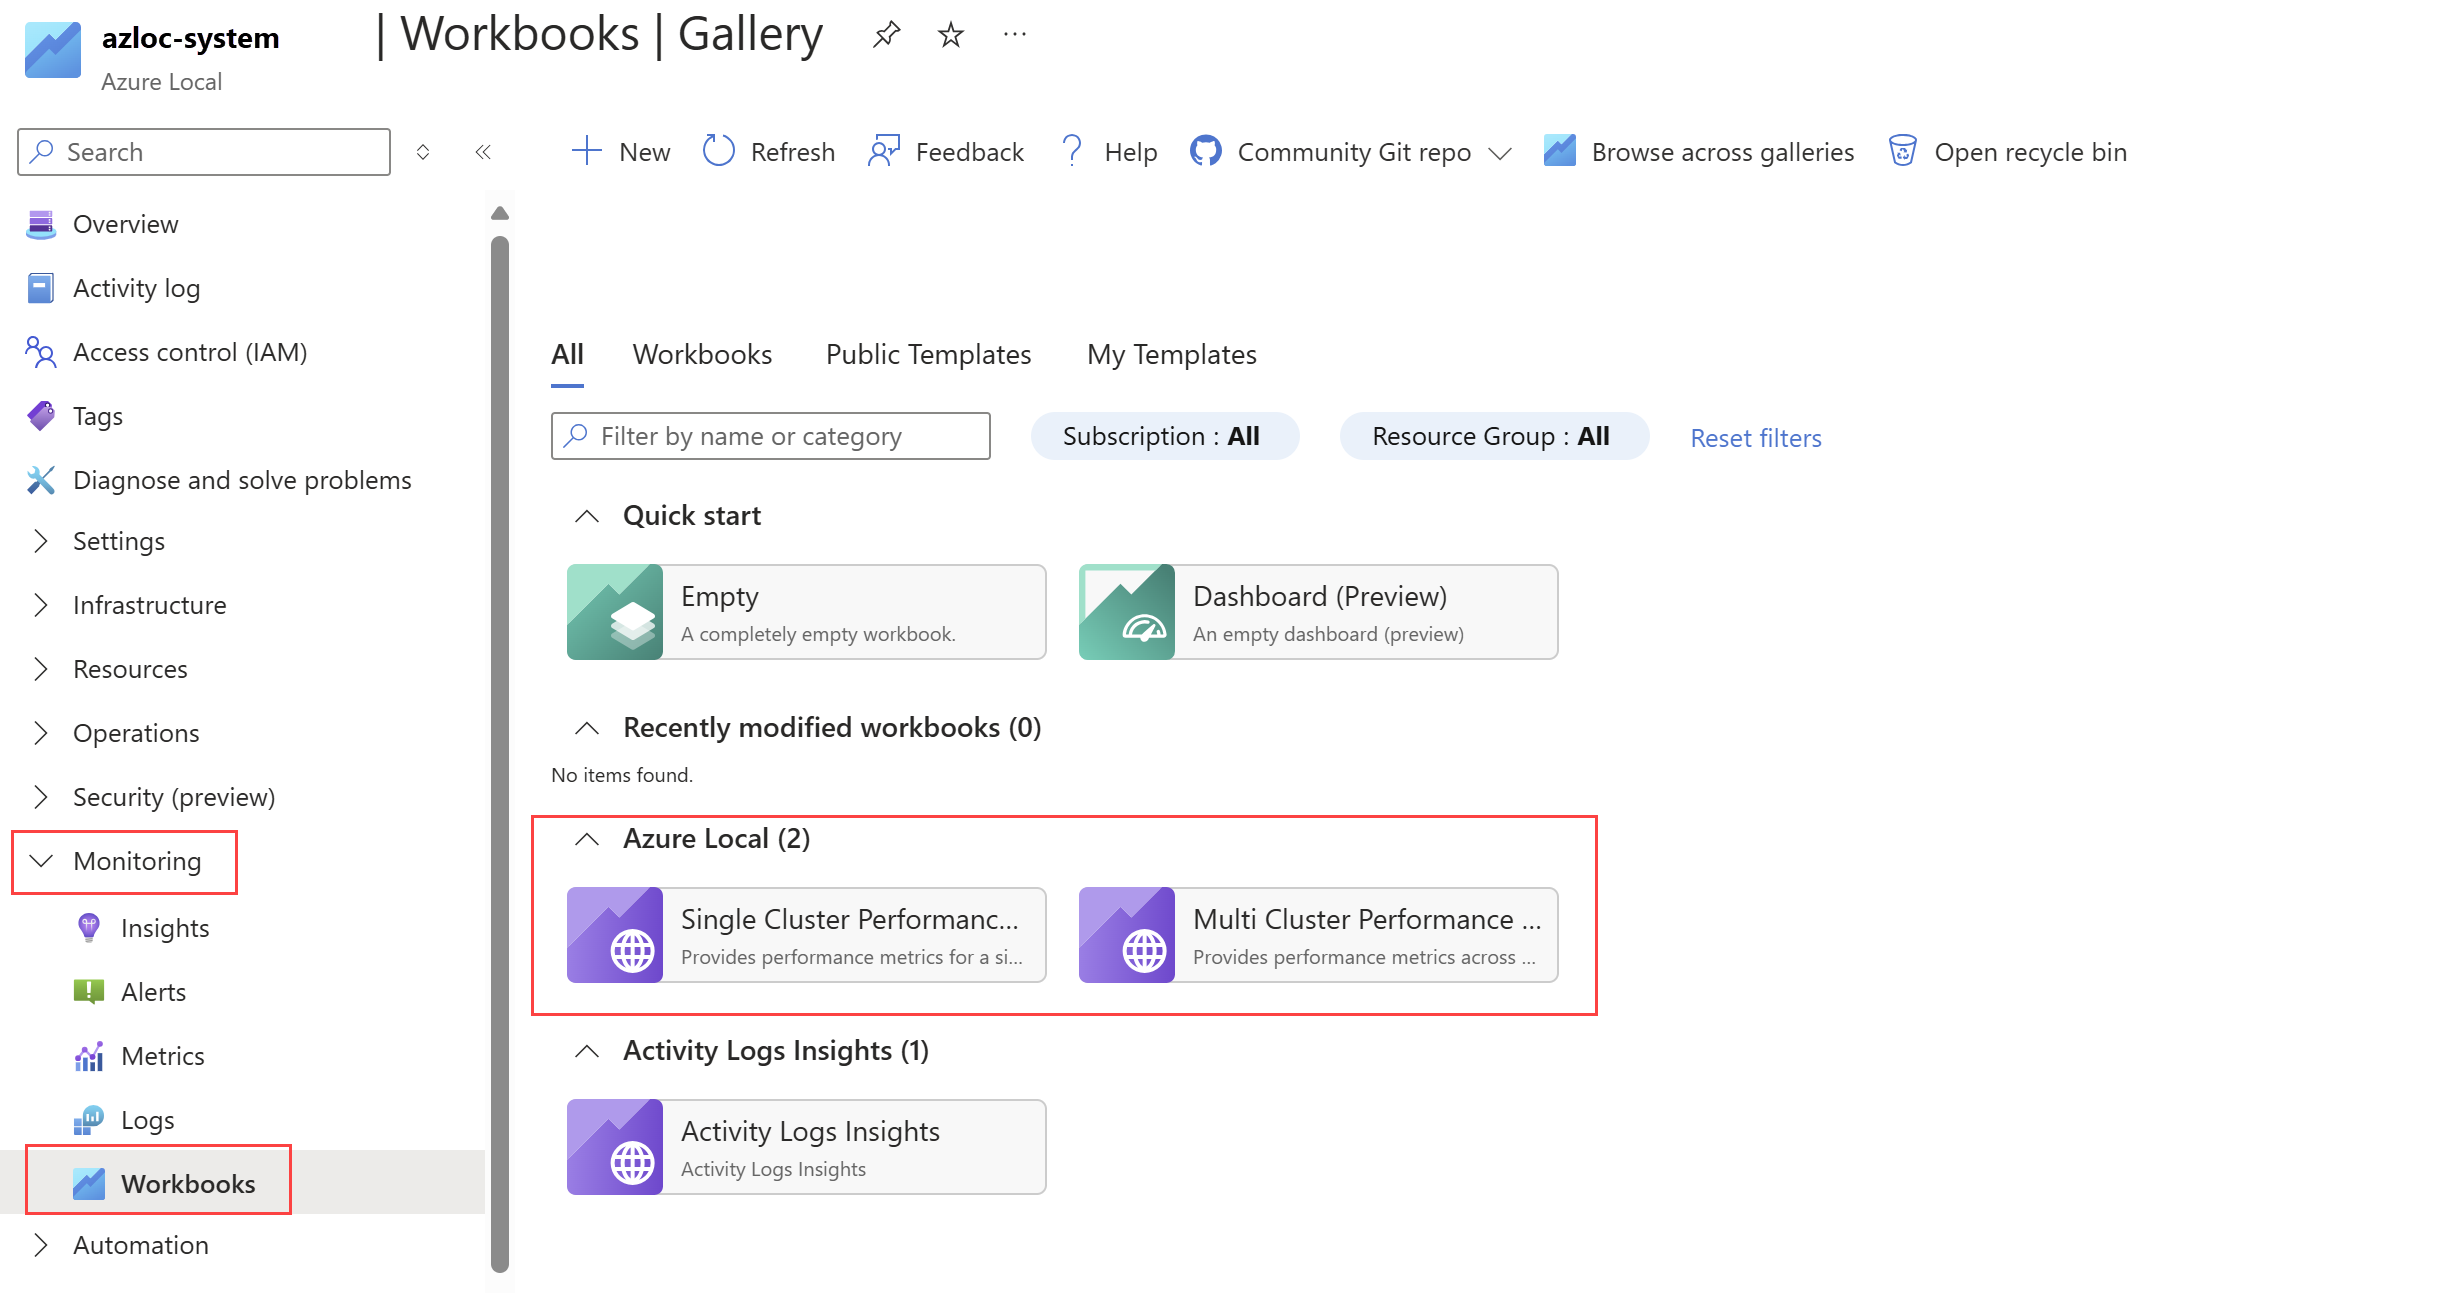 azloc-system
| Workbooks | Gallery
Azure Local
Search
New
Refresh
Feedback
Help
Community Git repo
Browse across galleries
Open recycle bin
Overview
Activity log
Access control (IAM)
Tags
Diagnose and solve problems
Settings
Infrastructure
Resources
Operations
Security (preview)
Monitoring
Insights
Alerts
Metrics
Logs
Workbooks
Automation
All
Workbooks
Public Templates
My Templates
Filter by name or category
Subscription : All
Resource Group : All
Reset filters
Quick start
Empty
A completely empty workbook.
Dashboard (Preview)
An empty dashboard (preview)
Recently modified workbooks (0)
No items found.
Azure Local (2)
Single Cluster Performanc...
Provides performance metrics for a si...
Multi Cluster Performance ...
Provides performance metrics across ...
Activity Logs Insights (1)
Activity Logs Insights
Activity Logs Insights